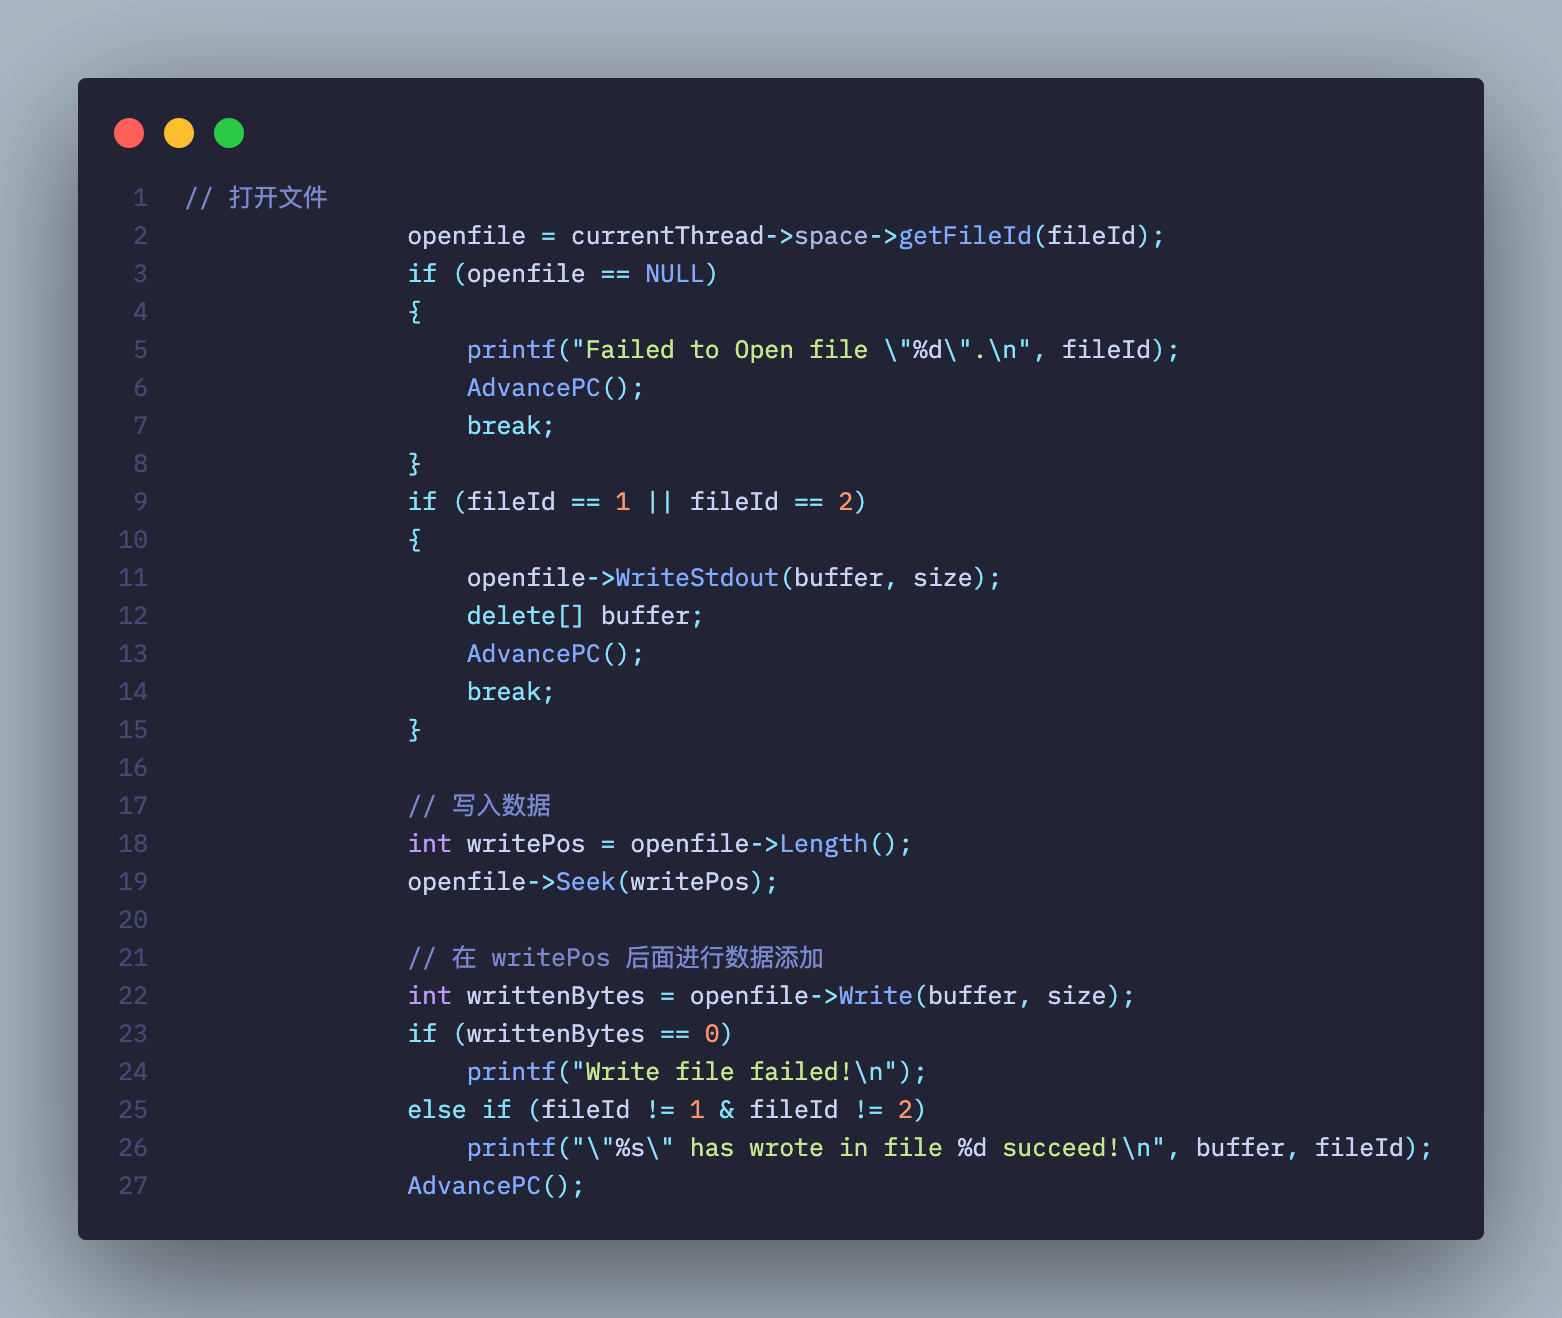 1 // 打开文件
2 openfile = currentThread->space->getFileId(fileId);
3 if (openfile == NULL)
4 {
5 printf("Failed to Open file \"%d\".\n", fileId);
6 AdvancePC();
7 break;
8 }
9 if (fileId == 1 || fileId == 2)
10 {
11 openfile->WriteStdout(buffer, size);
12 delete[] buffer;
13 AdvancePC();
14 break;
15 }
16
17 // 写入数据
18 int writePos = openfile->Length();
19 openfile->Seek(writePos);
20
21 // 在 writePos 后面进行数据添加
22 int writtenBytes = openfile->Write(buffer, size);
23 if (writtenBytes == 0)
24 printf("Write file failed!\n");
25 else if (fileId != 1 & fileId != 2)
26 printf("\"%s\" has wrote in file %d succeed!\n", buffer, fileId);
27 AdvancePC();